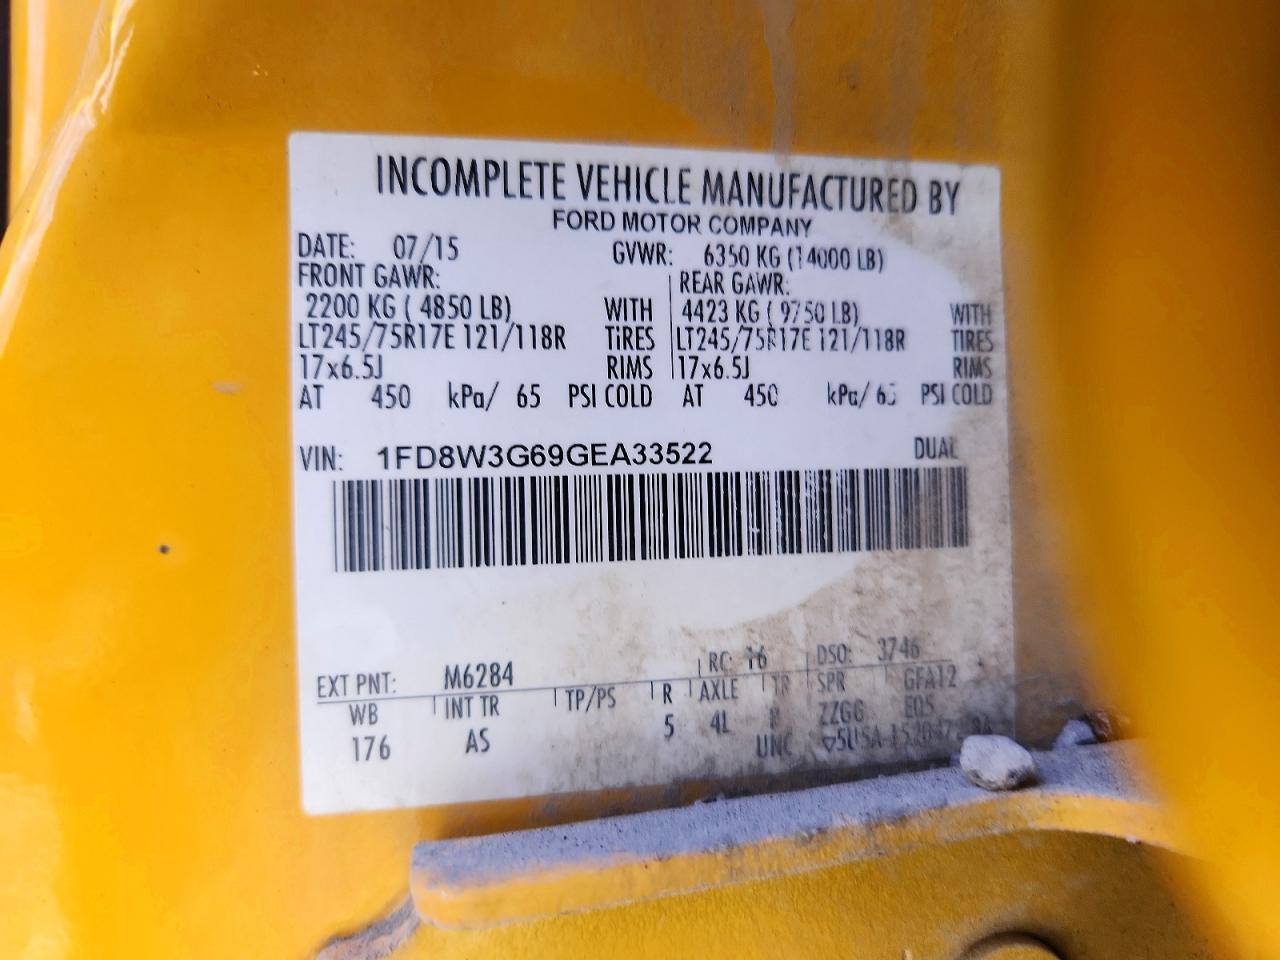 INCOMPLETE VEHICLE MANUFACTURED BY
FORD MOTOR COMPANY
DATE: 07/15 GVWR: 6350 KG (14000 LB)
FRONT GAWR: REAR GAWR:
2200 KG ( 4850 LB) WITH 4423 KG ( 9750 LB) WITH
LT245/75R17E 121/118R TIRES LT245/75R17E 121/118R TIRES
17x6.5J RIMS 17x6.5J RIMS
AT 450 kPa/ 65 PSI COLD AT 450 kPa/ 65 PSI COLD
VIN: 1FD8W3G69GEA33522 DUAL
EXT PNT: M6284 RC: 16 DSO: 3746
WB INT TR TP/PS R AXLE TR SPR GFA12
176 AS 5 4L ZZGG EQ5
UNC